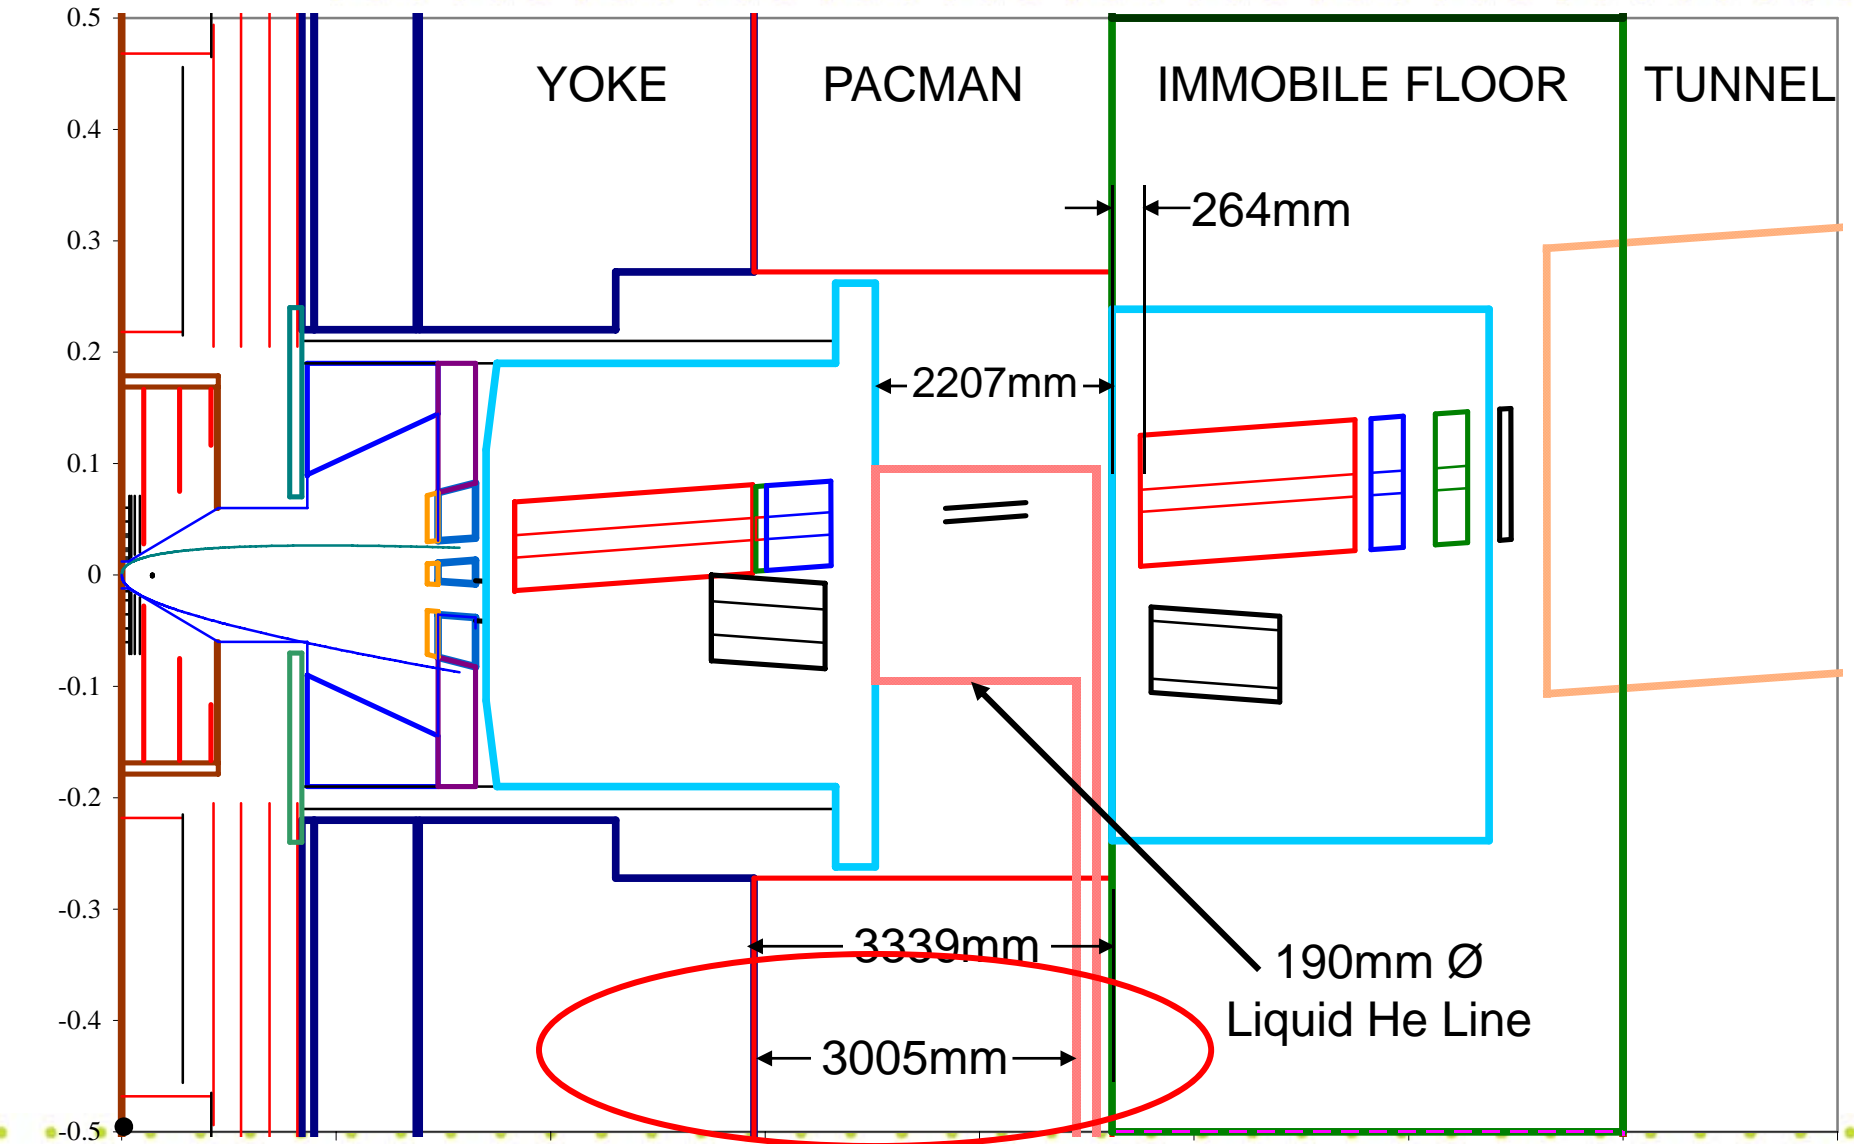 0.5
YOKE PACMAN IMMOBILE FLOOR TUNNEL
0.4
264mm
0.3
0.2
2207mm
0.1
0
-0.1
-0.2
-0.3
3339mm
190mm Ø
-0.4
Liquid He Line
3005mm
-0.5